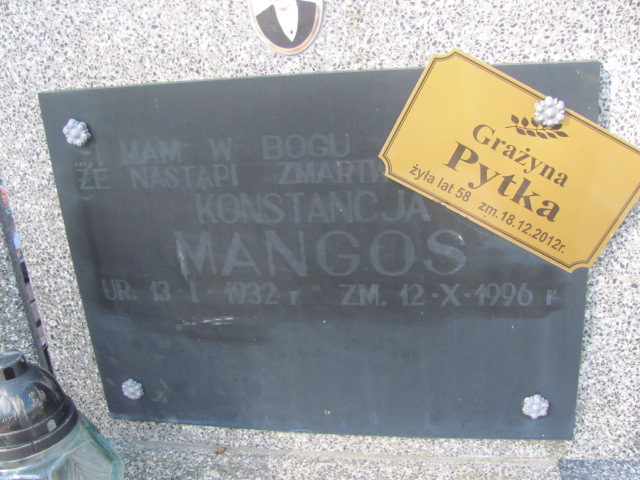 ...I MAM W BOGU
ŻE NASTĄPI ZMARTW
KONSTANCJA
MANGOS
UR. 13-I-1932 r ZM. 12-X-1996 r
Grażyna
Pytka
żyła lat 58 zm.18.12.2012r.